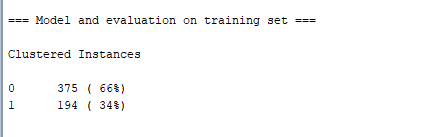 === Model and evaluation on training set ===
Clustered Instances
0 375 ( 66%)
1 194 ( 34%)